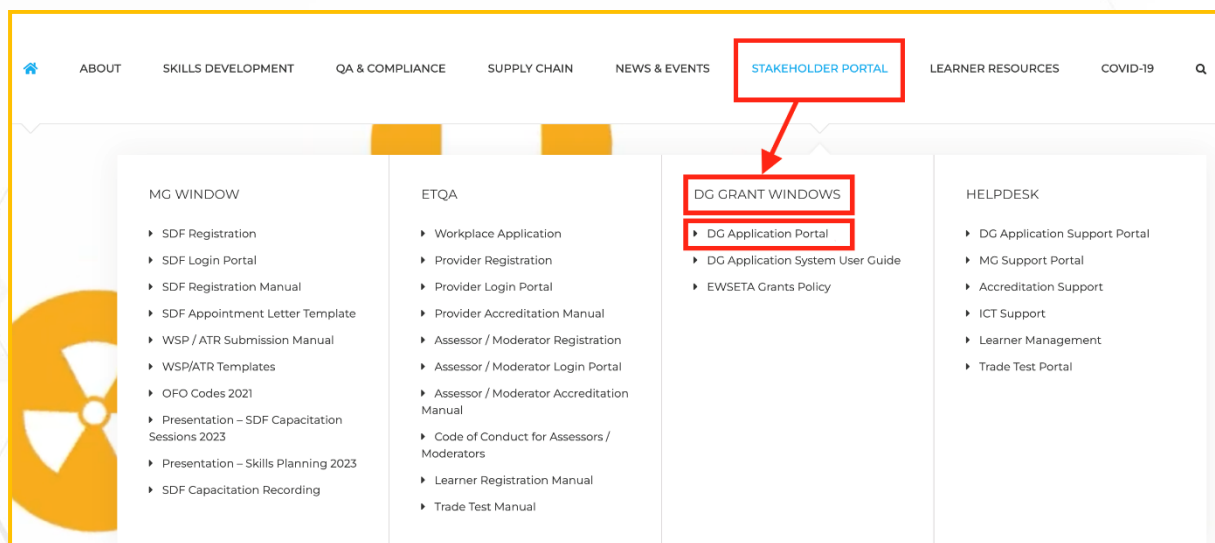 ABOUT SKILLS DEVELOPMENT QA & COMPLIANCE SUPPLY CHAIN NEWS & EVENTS STAKEHOLDER PORTAL LEARNER RESOURCES COVID-19
MG WINDOW
SDF Registration
SDF Login Portal
SDF Registration Manual
SDF Appointment Letter Template
WSP / ATR Submission Manual
WSP/ATR Templates
OFO Codes 2021
Presentation – SDF Capacitation
Sessions 2023
Presentation – Skills Planning 2023
SDF Capacitation Recording
ETQA
Workplace Application
Provider Registration
Provider Login Portal
Provider Accreditation Manual
Assessor / Moderator Registration
Assessor / Moderator Login Portal
Assessor / Moderator Accreditation
Manual
Code of Conduct for Assessors /
Moderators
Learner Registration Manual
Trade Test Manual
DG GRANT WINDOWS
DG Application Portal
DG Application System User Guide
EWSETA Grants Policy
HELPDESK
DG Application Support Portal
MG Support Portal
Accreditation Support
ICT Support
Learner Management
Trade Test Portal